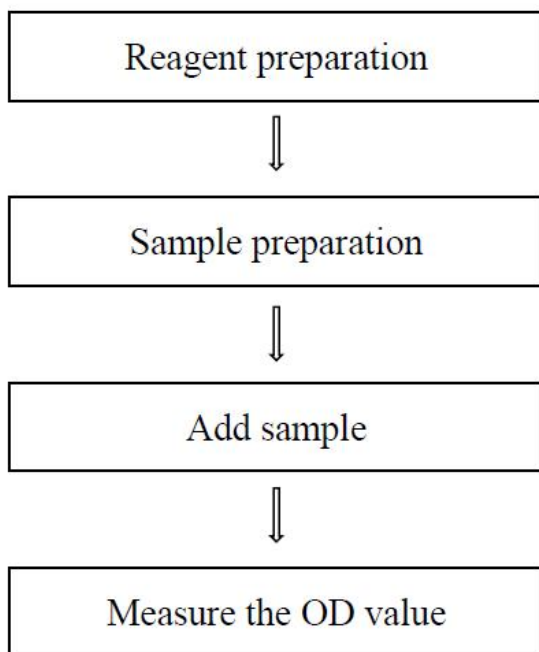 Reagent preparation
Sample preparation
Add sample
Measure the OD value